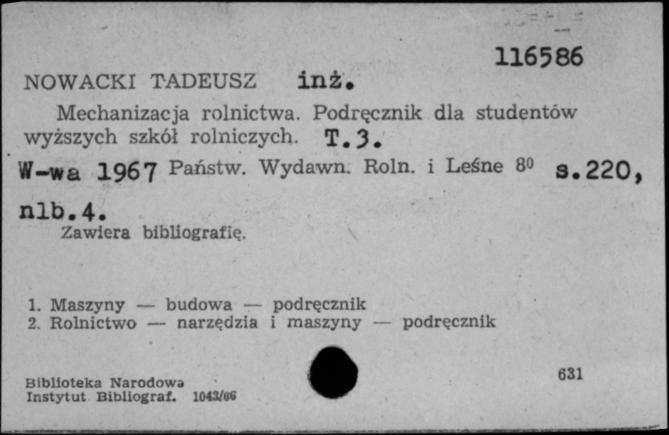 116586
NOWACKI TADEUSZ inż.
Mechanizacja rolnictwa. Podręcznik dla studentów
wyższych szkół rolniczych. T.3.
W-wa 1967 Państw. Wydawn. Roln. i Leśne 8⁰ s.220,
nlb.4.
Zawiera bibliografię.
1. Maszyny — budowa — podręcznik
2. Rolnictwo — narzędzia i maszyny — podręcznik
631
Biblioteka Narodowa
Instytut Bibliograf. 1043/66